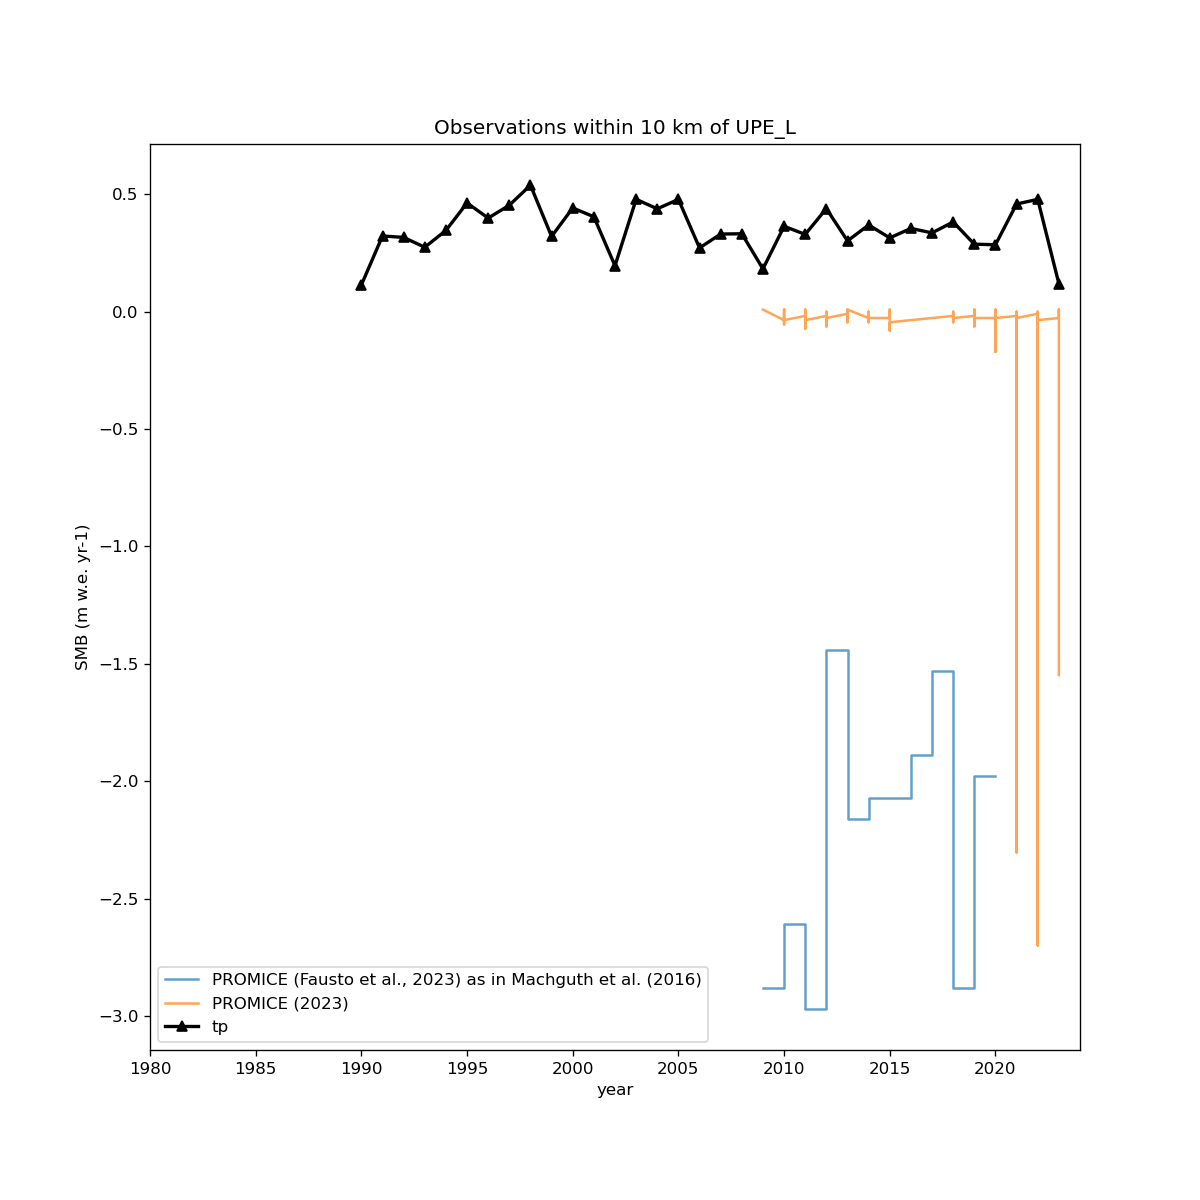 Observations within 10 km of UPE_L
0.5
0.0
−0.5
−1.0
−1.5
−2.0
−2.5
−3.0
SMB (m w.e. yr-1)
PROMICE (Fausto et al., 2023) as in Machguth et al. (2016)
PROMICE (2023)
tp
1980 1985 1990 1995 2000 2005 2010 2015 2020
year